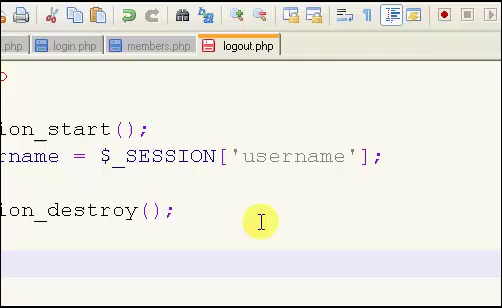 .php login.php members.php logout.php
ion_start();
rname = $_SESSION['username'];
ion_destroy();